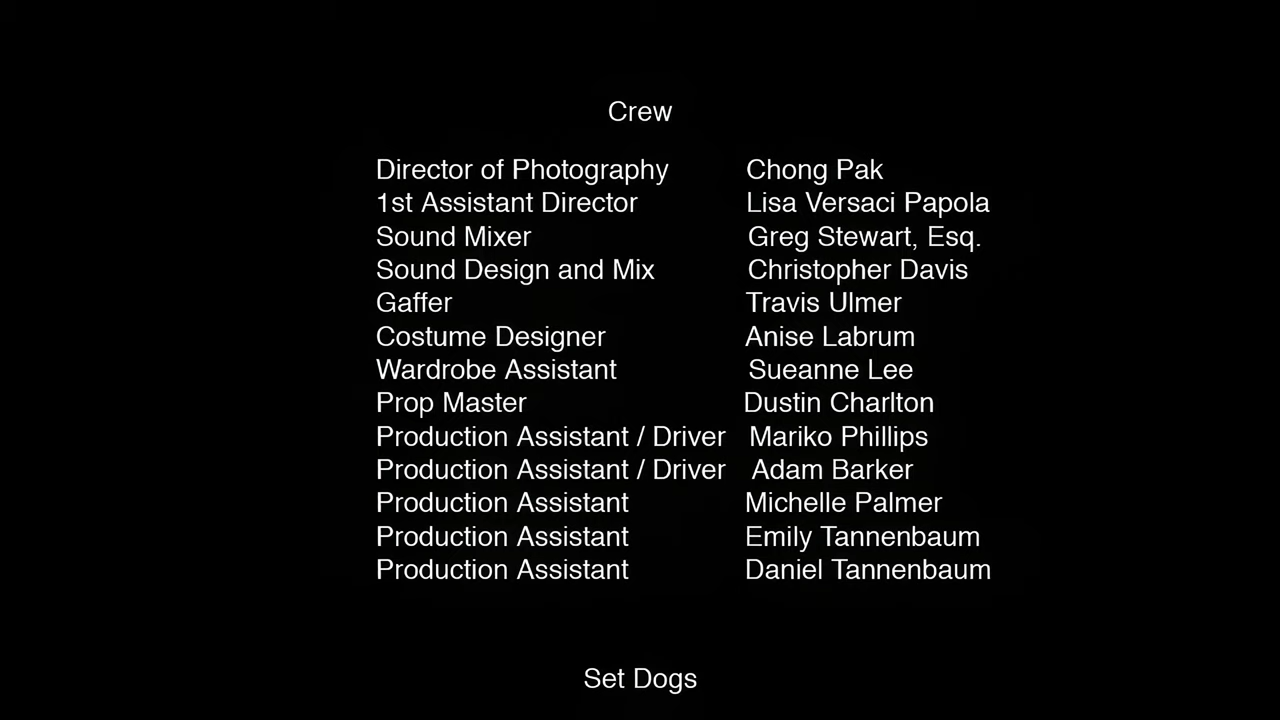 Crew
Director of Photography Chong Pak
1st Assistant Director Lisa Versaci Papola
Sound Mixer Greg Stewart, Esq.
Sound Design and Mix Christopher Davis
Gaffer Travis Ulmer
Costume Designer Anise Labrum
Wardrobe Assistant Sueanne Lee
Prop Master Dustin Charlton
Production Assistant / Driver Mariko Phillips
Production Assistant / Driver Adam Barker
Production Assistant Michelle Palmer
Production Assistant Emily Tannenbaum
Production Assistant Daniel Tannenbaum
Set Dogs